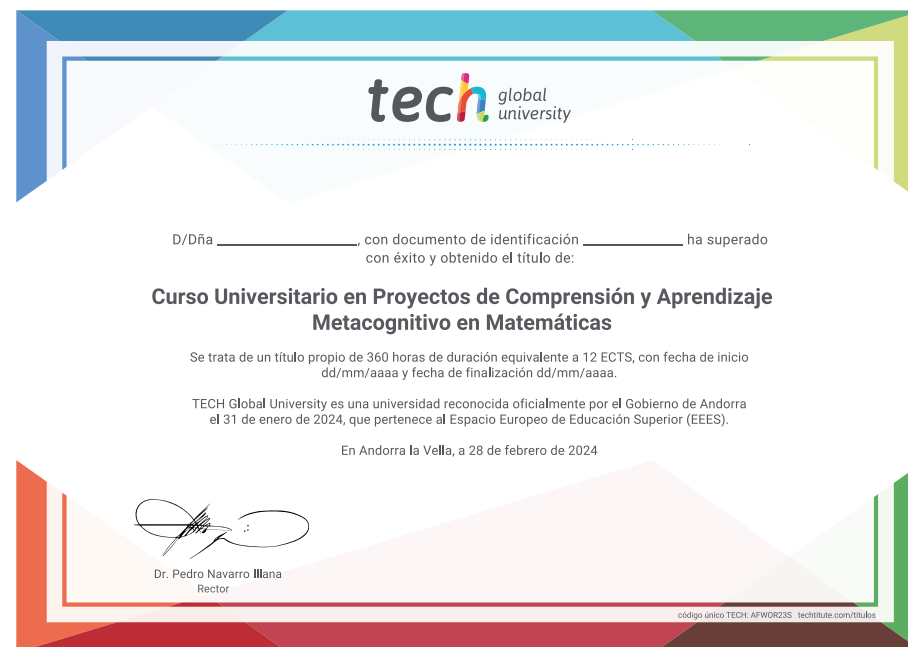 tech global university
D/Dña ____________________, con documento de identificación ______________ ha superado
con éxito y obtenido el título de:
Curso Universitario en Proyectos de Comprensión y Aprendizaje
Metacognitivo en Matemáticas
Se trata de un título propio de 360 horas de duración equivalente a 12 ECTS, con fecha de inicio
dd/mm/aaaa y fecha de finalización dd/mm/aaaa.
TECH Global University es una universidad reconocida oficialmente por el Gobierno de Andorra
el 31 de enero de 2024, que pertenece al Espacio Europeo de Educación Superior (EEES).
En Andorra la Vella, a 28 de febrero de 2024
Dr. Pedro Navarro Illana
Rector
código único TECH: AFWOR23S techtitute.com/titulos